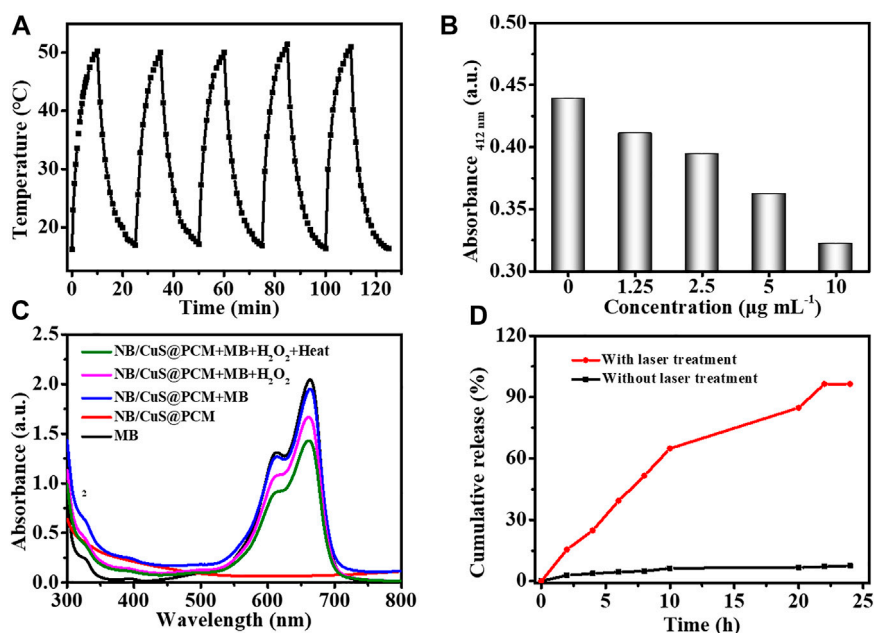 A
Temperature (℃)
50
40
30
20
0 20 40 60 80 100 120
Time (min)
B
Absorbance 412 nm (a.u.)
0.50
0.45
0.40
0.35
0.30
0 1.25 2.5 5 10
Concentration (μg mL⁻¹)
C
Absorbance (a.u.)
2.5
2.0
1.5
1.0
0.5
0.0
NB/CuS@PCM+MB+H₂O₂+Heat
NB/CuS@PCM+MB+H₂O₂
NB/CuS@PCM+MB
NB/CuS@PCM
MB
2
300 400 500 600 700 800
Wavelength (nm)
D
Cumulative release (%)
120
90
60
30
0
With laser treatment
Without laser treatment
0 5 10 15 20 25
Time (h)